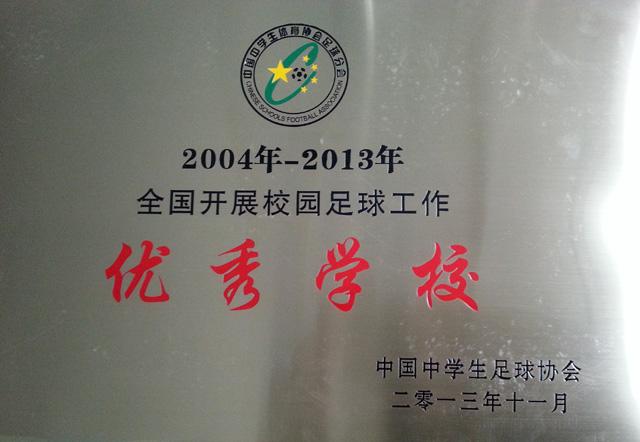 中国中学生体育协会足球分会
CHINESE SCHOOLS FOOTBALL ASSOCIATION
2004年-2013年
全国开展校园足球工作
优秀学校
中国中学生足球协会
二零一三年十一月